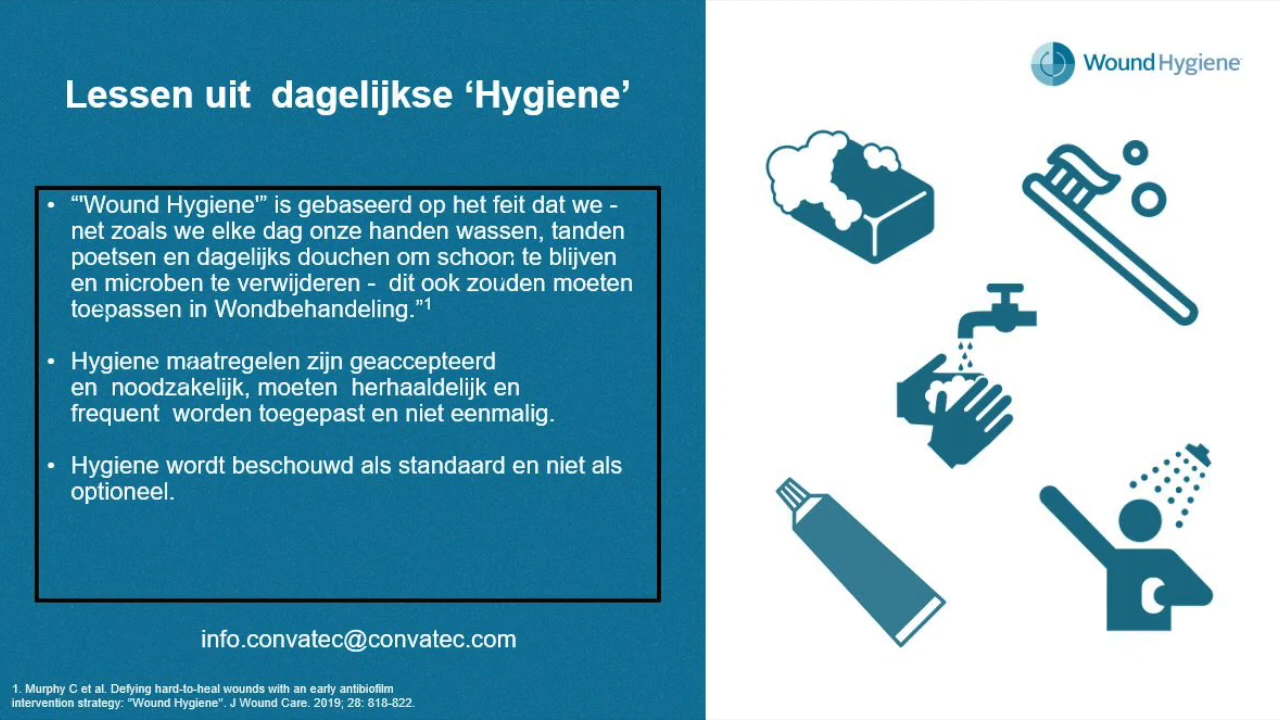 Lessen uit  dagelijkse ‘Hygiene’
WoundHygiene
• “'Wound Hygiene'” is gebaseerd op het feit dat we -
net zoals we elke dag onze handen wassen, tanden
poetsen en dagelijks douchen om schoon te blijven
en microben te verwijderen -  dit ook zouden moeten
toepassen in Wondbehandeling.”¹
• Hygiene maatregelen zijn geaccepteerd
en  noodzakelijk, moeten  herhaaldelijk en
frequent  worden toegepast en niet eenmalig.
• Hygiene wordt beschouwd als standaard en niet als
optioneel.
info.convatec@convatec.com
1. Murphy C et al. Defying hard-to-heal wounds with an early antibiofilm
intervention strategy: "Wound Hygiene". J Wound Care. 2019; 28: 818-822.